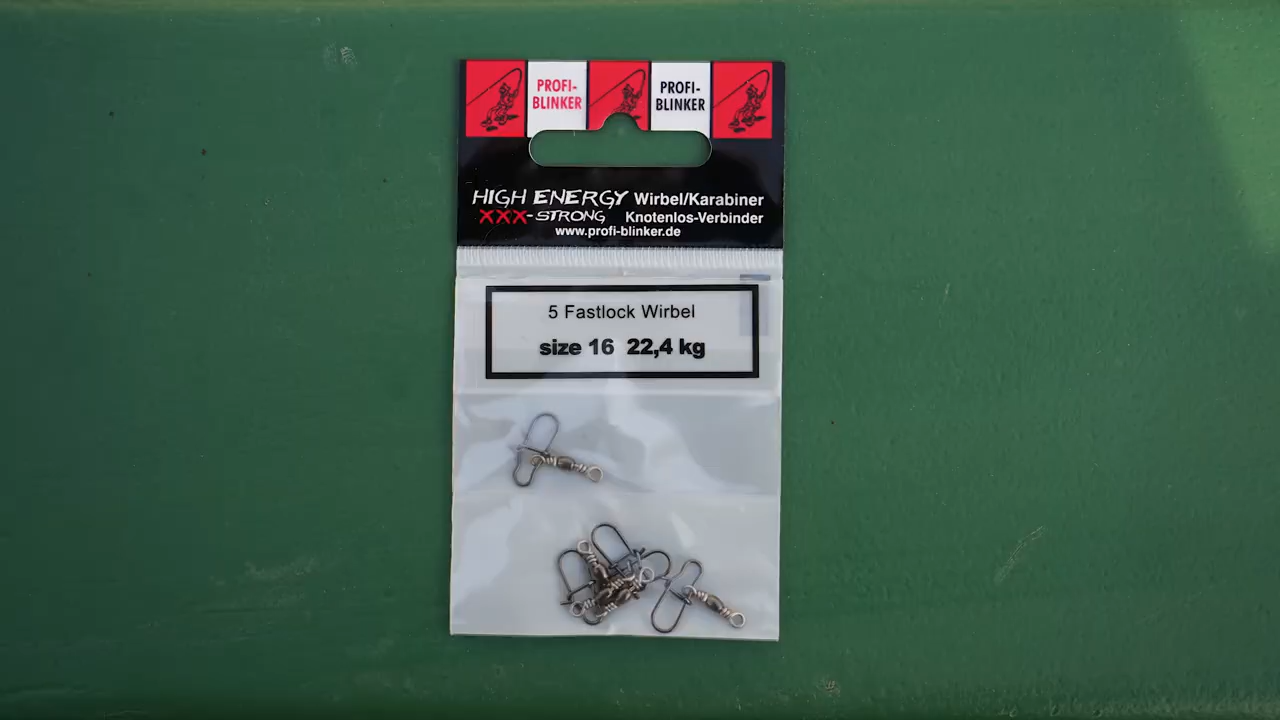 PROFI-
BLINKER
PROFI-
BLINKER
HIGH ENERGY Wirbel/Karabiner
XXX-STRONG Knotenlos-Verbinder
www.profi-blinker.de
5 Fastlock Wirbel
size 16 22,4 kg